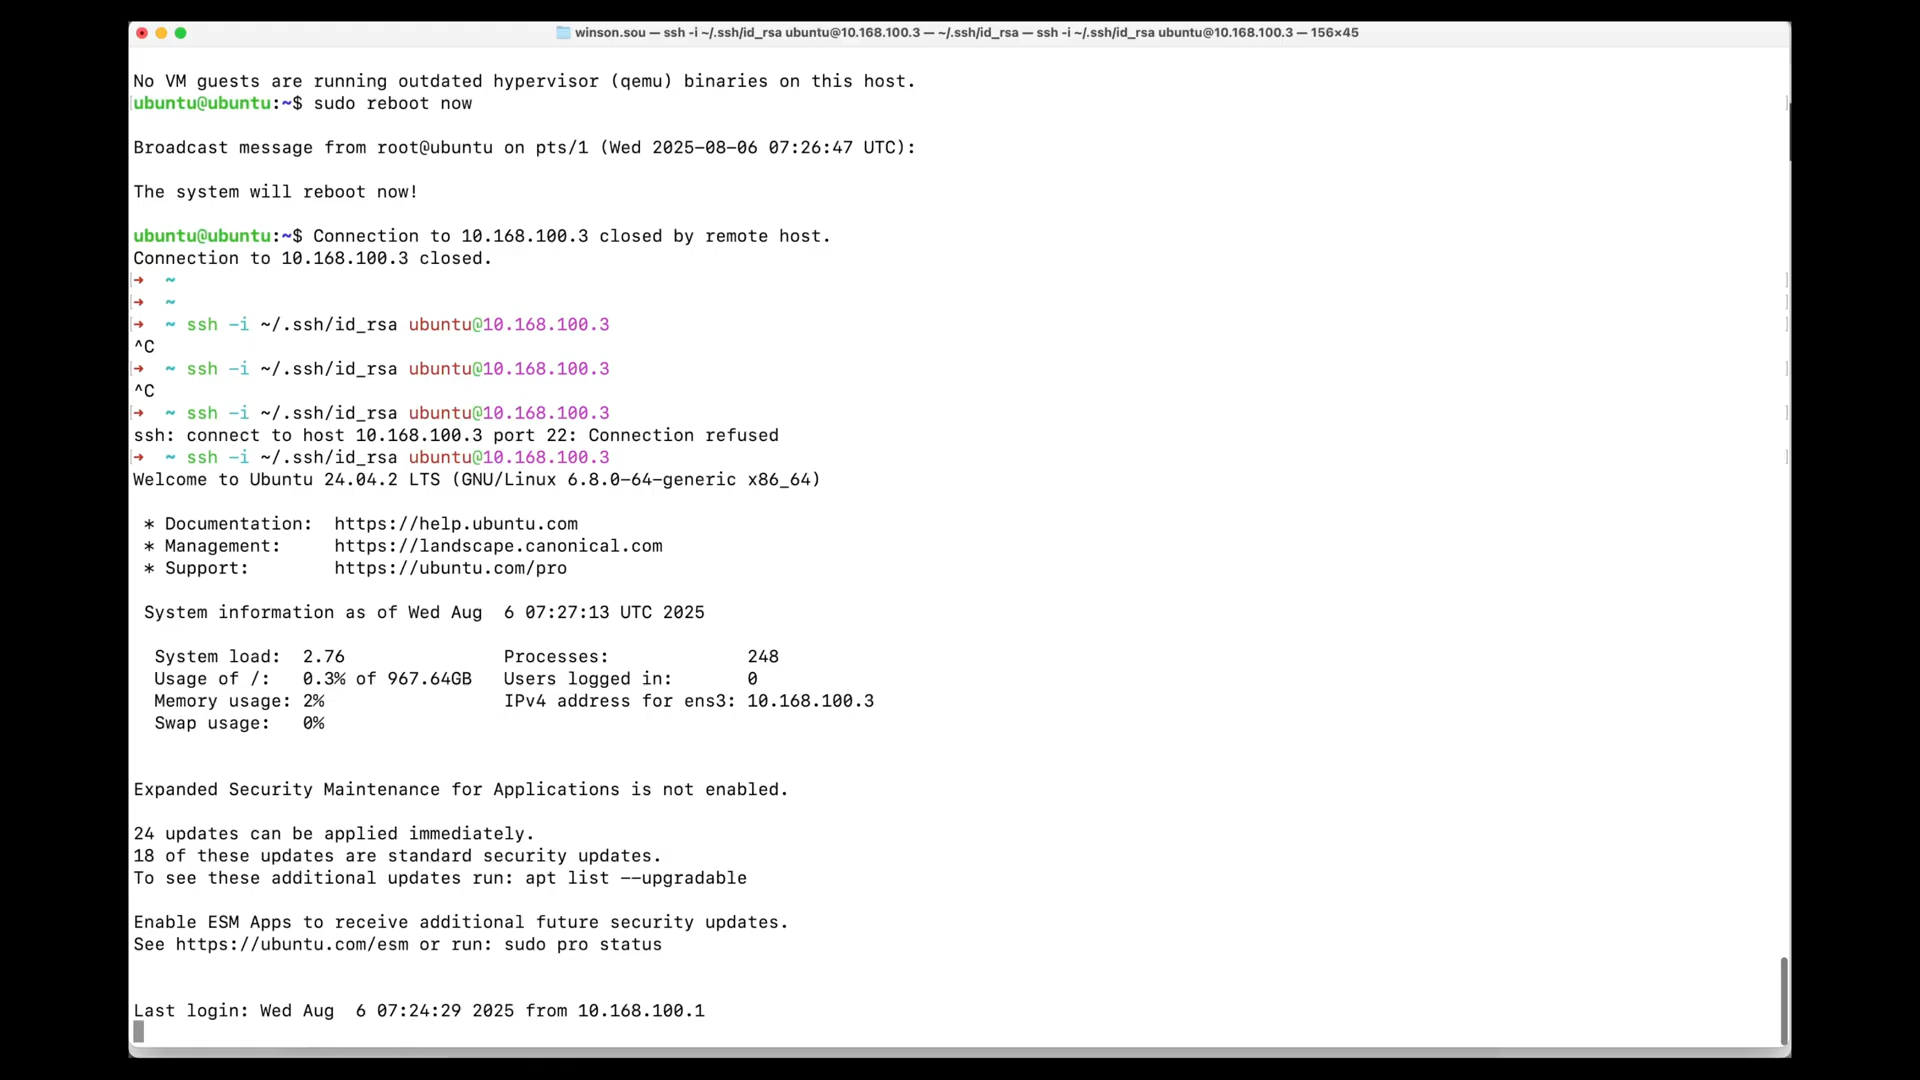 winson.sou — ssh -i ~/.ssh/id_rsa ubuntu@10.168.100.3 — ~/.ssh/id_rsa — ssh -i ~/.ssh/id_rsa ubuntu@10.168.100.3 — 156×45
No VM guests are running outdated hypervisor (qemu) binaries on this host.
ubuntu@ubuntu:~$ sudo reboot now
Broadcast message from root@ubuntu on pts/1 (Wed 2025-08-06 07:26:47 UTC):
The system will reboot now!
ubuntu@ubuntu:~$ Connection to 10.168.100.3 closed by remote host.
Connection to 10.168.100.3 closed.
➜  ~
➜  ~
➜  ~ ssh -i ~/.ssh/id_rsa ubuntu@10.168.100.3
^C
➜  ~ ssh -i ~/.ssh/id_rsa ubuntu@10.168.100.3
^C
➜  ~ ssh -i ~/.ssh/id_rsa ubuntu@10.168.100.3
ssh: connect to host 10.168.100.3 port 22: Connection refused
➜  ~ ssh -i ~/.ssh/id_rsa ubuntu@10.168.100.3
Welcome to Ubuntu 24.04.2 LTS (GNU/Linux 6.8.0-64-generic x86_64)
* Documentation:  https://help.ubuntu.com
* Management:     https://landscape.canonical.com
* Support:        https://ubuntu.com/pro
System information as of Wed Aug  6 07:27:13 UTC 2025
System load:  2.76               Processes:             248
Usage of /:   0.3% of 967.64GB   Users logged in:       0
Memory usage: 2%                 IPv4 address for ens3: 10.168.100.3
Swap usage:   0%
Expanded Security Maintenance for Applications is not enabled.
24 updates can be applied immediately.
18 of these updates are standard security updates.
To see these additional updates run: apt list --upgradable
Enable ESM Apps to receive additional future security updates.
See https://ubuntu.com/esm or run: sudo pro status
Last login: Wed Aug  6 07:24:29 2025 from 10.168.100.1